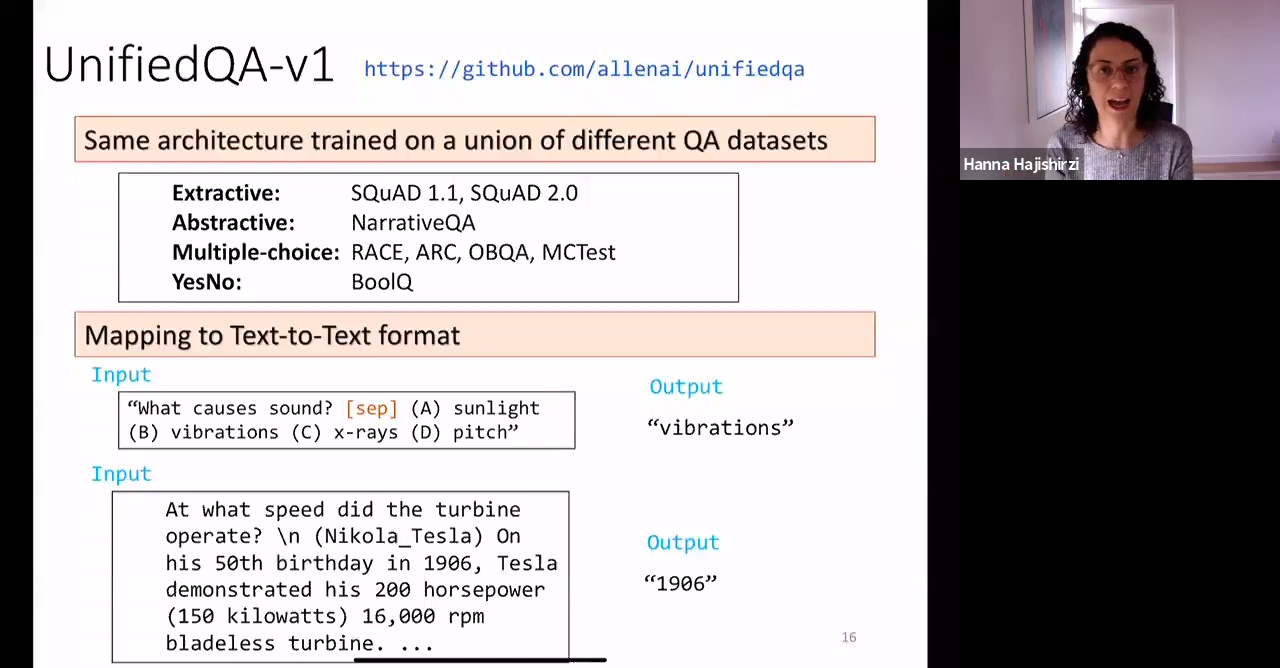 UnifiedQA-v1 https://github.com/allenai/unifiedqa
Same architecture trained on a union of different QA datasets
Extractive: SQuAD 1.1, SQuAD 2.0
Abstractive: NarrativeQA
Multiple-choice: RACE, ARC, OBQA, MCTest
YesNo: BoolQ
Mapping to Text-to-Text format
Input
“What causes sound? [sep] (A) sunlight
(B) vibrations (C) x-rays (D) pitch”
Output
“vibrations”
Input
At what speed did the turbine
operate? \n (Nikola_Tesla) On
his 50th birthday in 1906, Tesla
demonstrated his 200 horsepower
(150 kilowatts) 16,000 rpm
bladeless turbine. ...
Output
“1906”
16
Hanna Hajishirzi